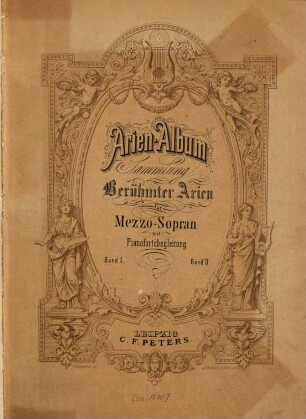 Arien-Album
Sammlung
Berühmter Arien
für
Mezzo-Sopran
mit
Pianofortebegleitung
Band I. Band II.
LEIPZIG
C. F. PETERS.